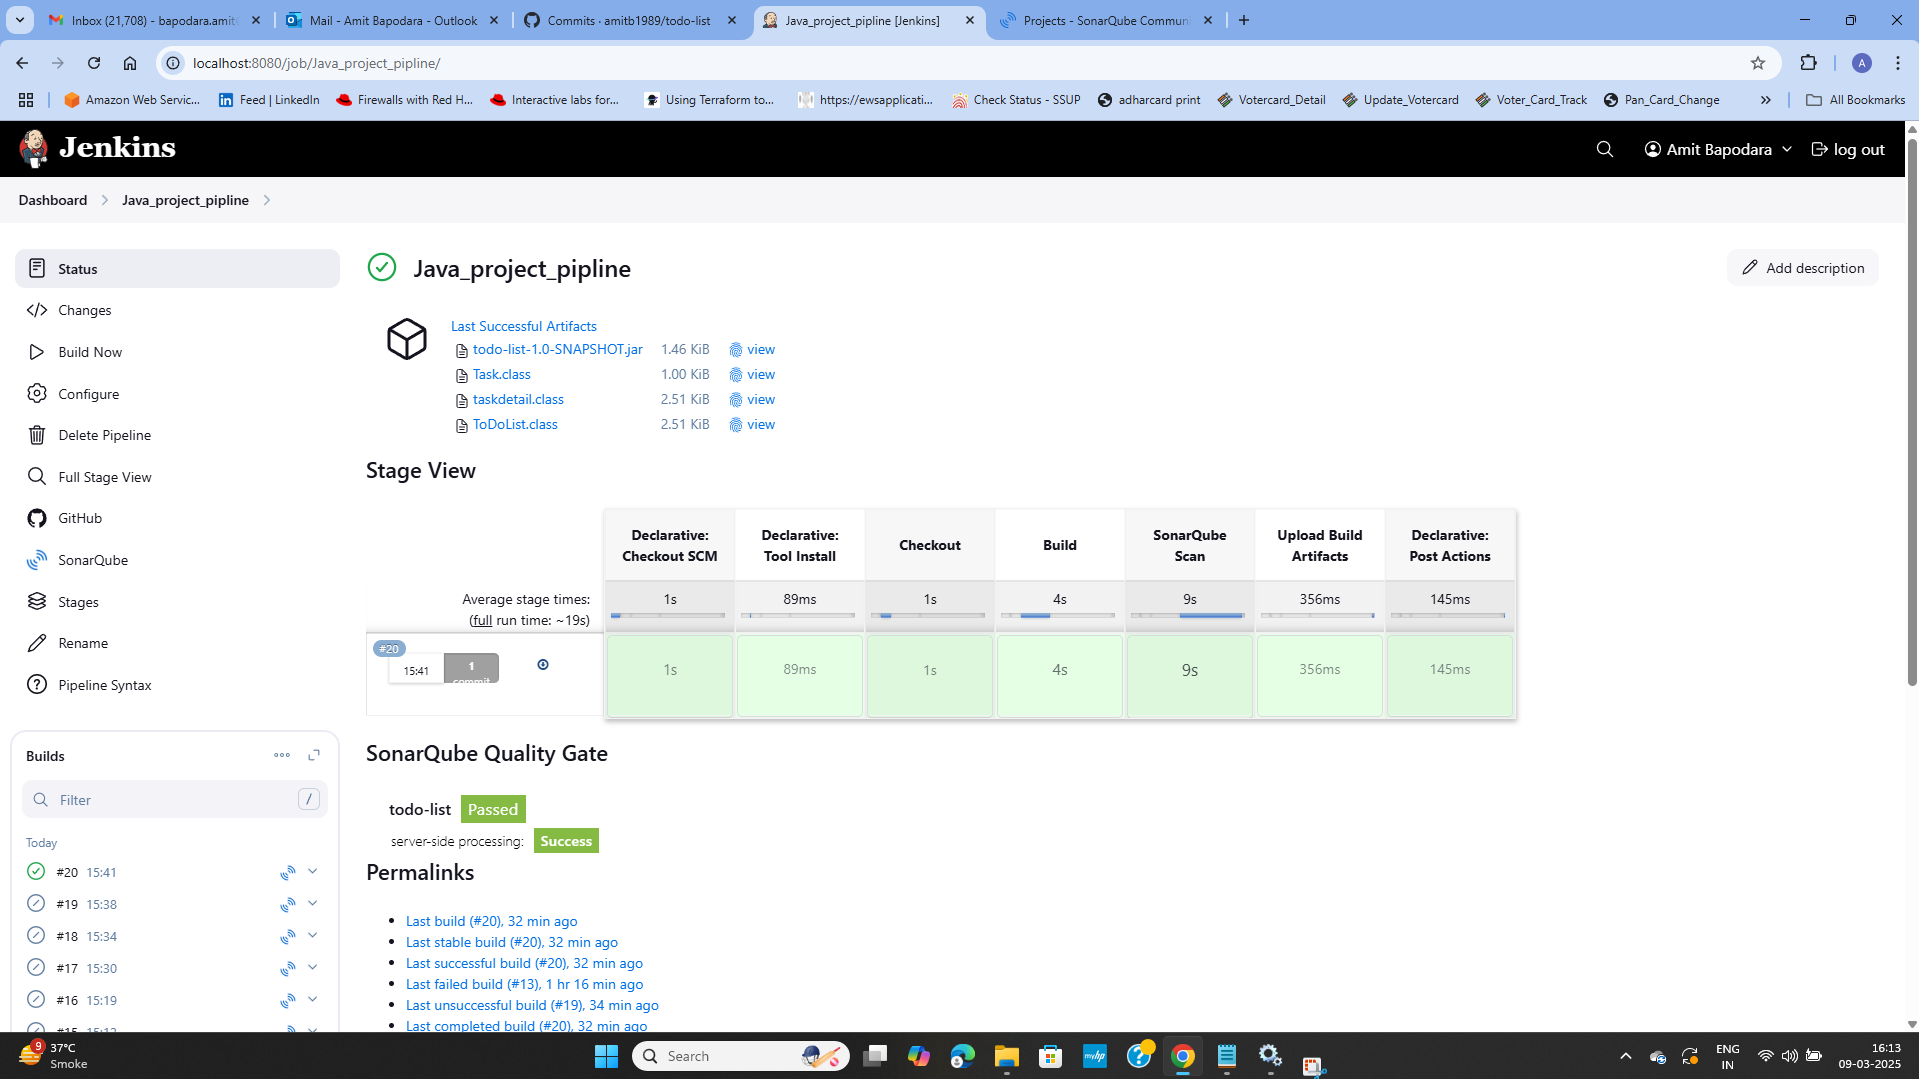 Inbox (21,708) - bapodara.amit
Mail - Amit Bapodara - Outlook
Commits · amitb1989/todo-list
Java_project_pipline [Jenkins]
Projects - SonarQube Commun
localhost:8080/job/Java_project_pipline/
A
Amazon Web Servic...
Feed | LinkedIn
Firewalls with Red H...
Interactive labs for...
Using Terraform to...
https://ewsapplicati...
Check Status - SSUP
adharcard print
Votercard_Detail
Update_Votercard
Voter_Card_Track
Pan_Card_Change
All Bookmarks
Jenkins
Amit Bapodara
log out
Dashboard
Java_project_pipline
Status
Changes
Build Now
Configure
Delete Pipeline
Full Stage View
GitHub
SonarQube
Stages
Rename
Pipeline Syntax
Builds
Filter
/
Today
#20 15:41
#19 15:38
#18 15:34
#17 15:30
#16 15:19
#15 15:12
Java_project_pipline
Add description
Last Successful Artifacts
todo-list-1.0-SNAPSHOT.jar 1.46 KiB view
Task.class 1.00 KiB view
taskdetail.class 2.51 KiB view
ToDoList.class 2.51 KiB view
Stage View
Declarative: Checkout SCM
Declarative: Tool Install
Checkout
Build
SonarQube Scan
Upload Build Artifacts
Declarative: Post Actions
Average stage times:
(full run time: ~19s)
1s 89ms 1s 4s 9s 356ms 145ms
#20
15:41
1
commit
1s 89ms 1s 4s 9s 356ms 145ms
SonarQube Quality Gate
todo-list Passed
server-side processing: Success
Permalinks
Last build (#20), 32 min ago
Last stable build (#20), 32 min ago
Last successful build (#20), 32 min ago
Last failed build (#13), 1 hr 16 min ago
Last unsuccessful build (#19), 34 min ago
Last completed build (#20), 32 min ago
9
37°C
Smoke
Search
myhp
ENG
IN
16:13
09-03-2025